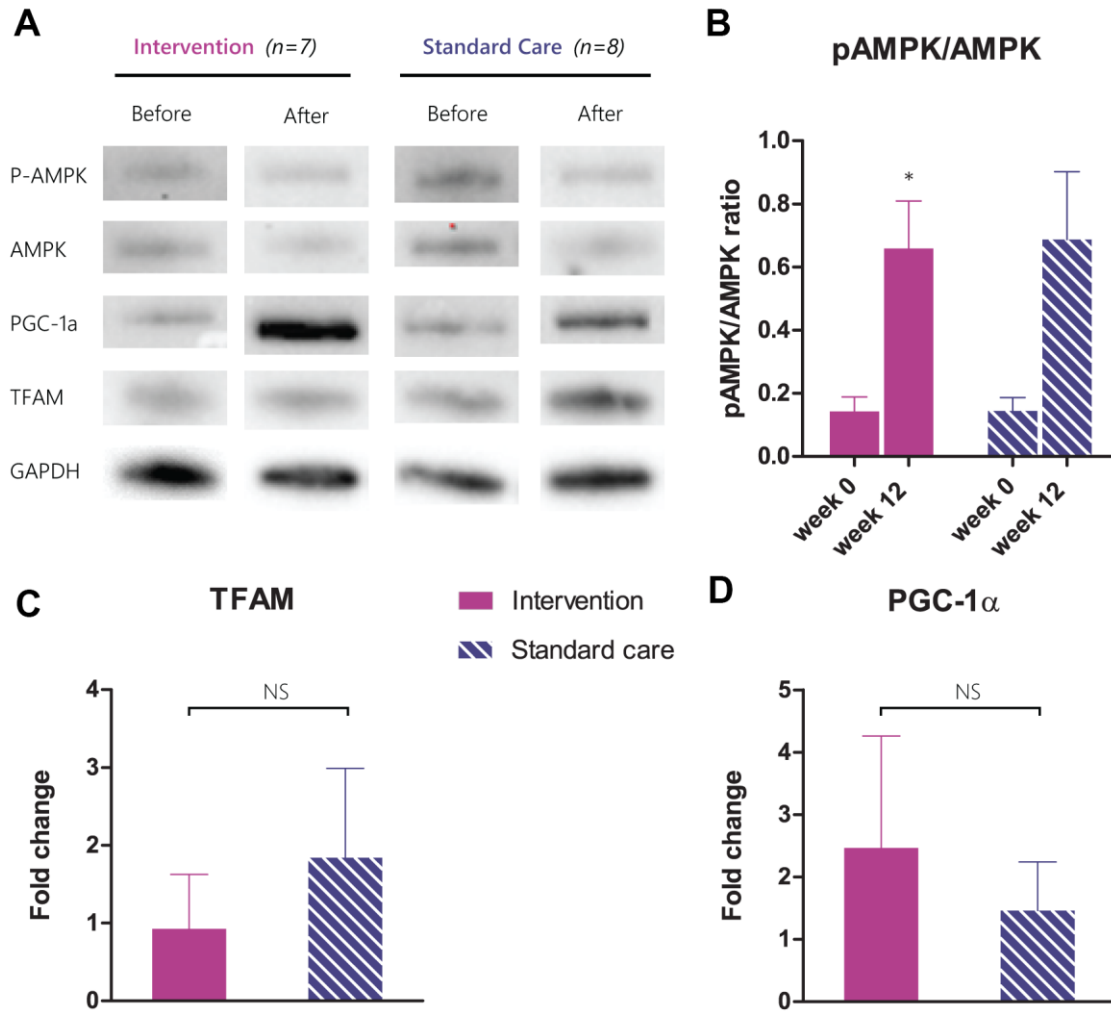 A
Intervention (n=7)
Standard Care (n=8)
Before
After
Before
After
P-AMPK
AMPK
PGC-1a
TFAM
GAPDH
B
pAMPK/AMPK
pAMPK/AMPK ratio
1.0
0.8
0.6
0.4
0.2
0.0
*
week 0
week 12
week 0
week 12
C
TFAM
Fold change
4
3
2
1
0
NS
Intervention
Standard care
D
PGC-1α
Fold change
5
4
3
2
1
0
NS